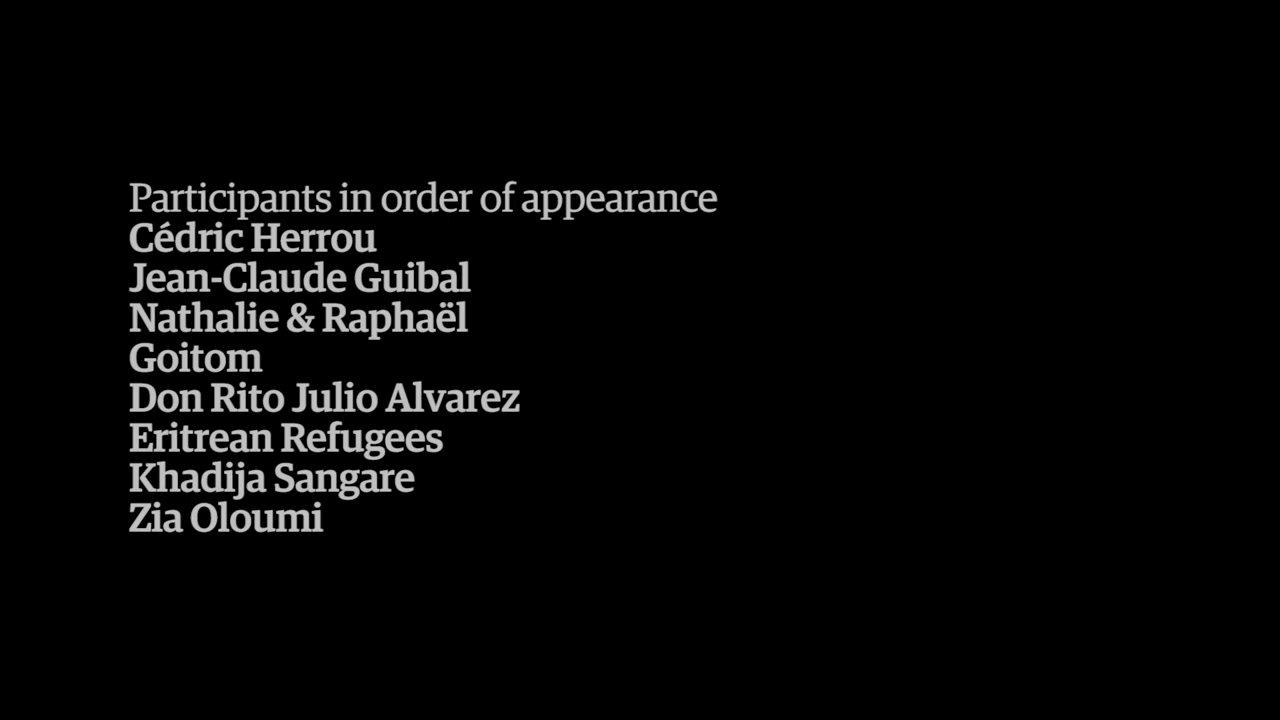 Participants in order of appearance
Cédric Herrou
Jean-Claude Guibal
Nathalie & Raphaël
Goitom
Don Rito Julio Alvarez
Eritrean Refugees
Khadija Sangare
Zia Oloumi